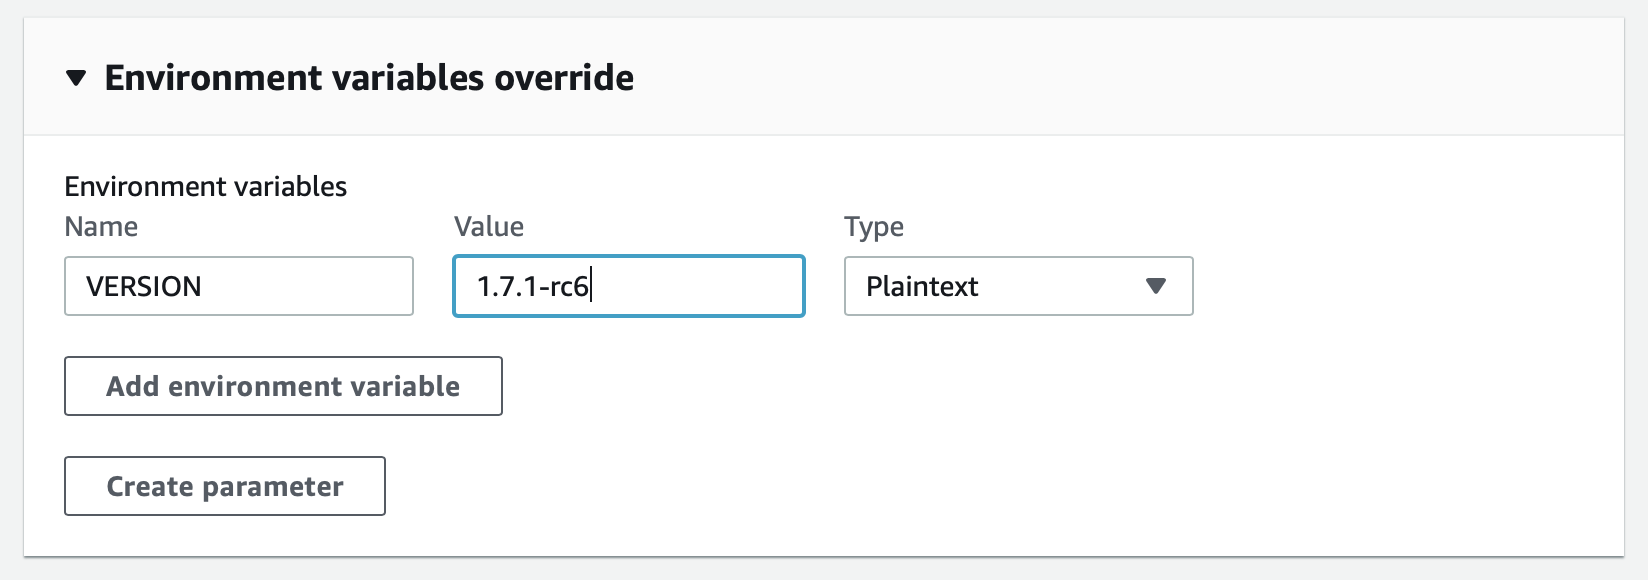 Environment variables override
Environment variables
Name Value Type
VERSION 1.7.1-rc6 Plaintext
Add environment variable
Create parameter